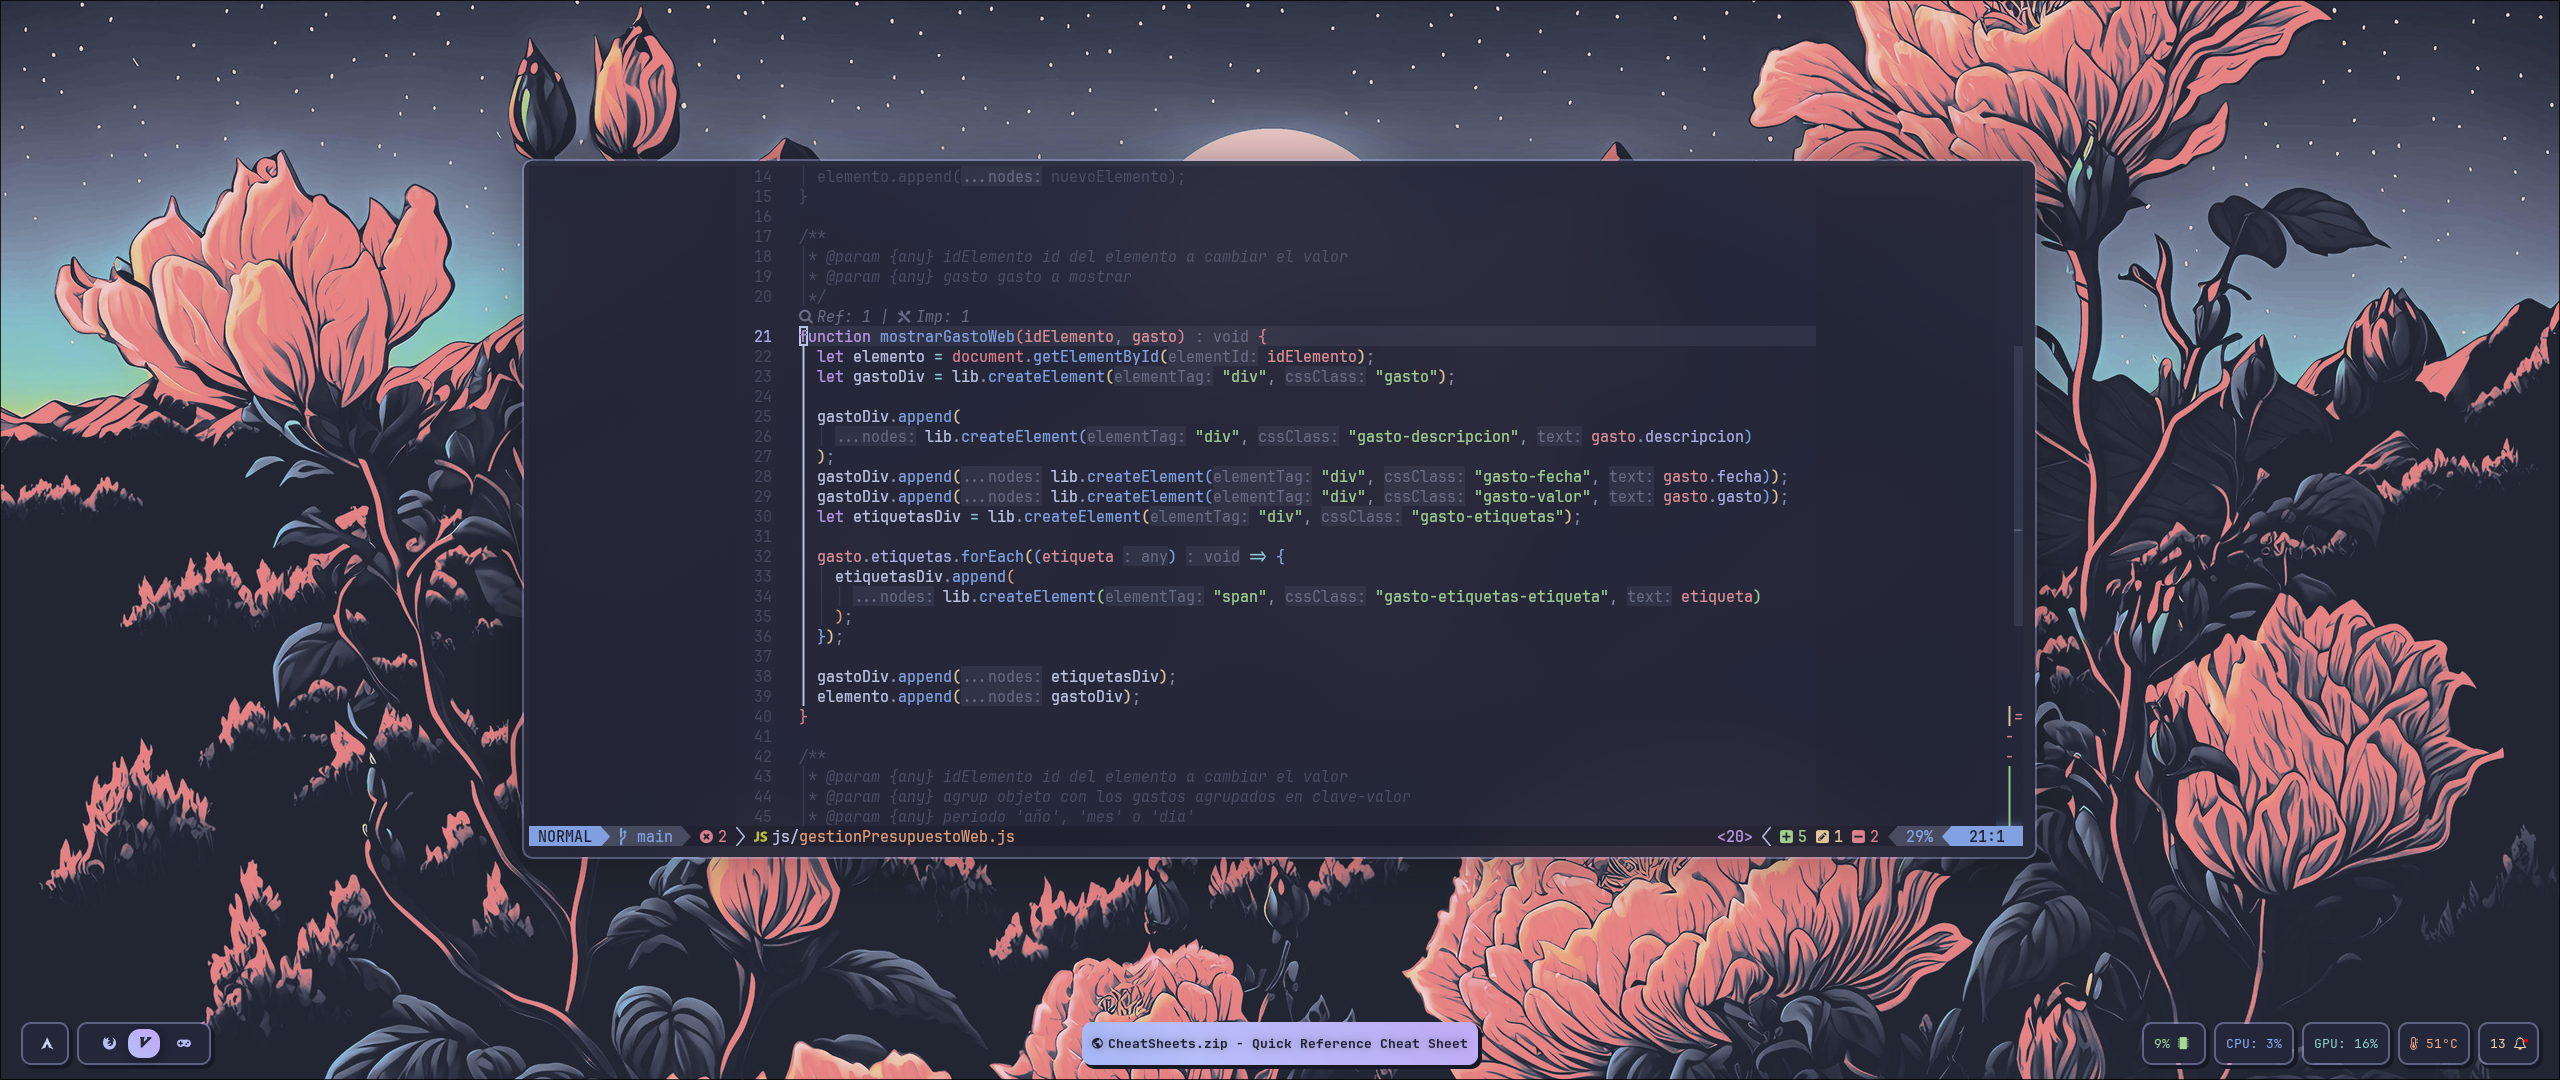 14 elemento.append(...nodes: nuevoElemento);
15 }
16
17 /**
18 * @param {any} idElemento id del elemento a cambiar el valor
19 * @param {any} gasto gasto a mostrar
20 */
Ref: 1 | Imp: 1
21 function mostrarGastoWeb(idElemento, gasto) : void {
22 let elemento = document.getElementById(elementId: idElemento);
23 let gastoDiv = lib.createElement(elementTag: "div", cssClass: "gasto");
24
25 gastoDiv.append(
26 ...nodes: lib.createElement(elementTag: "div", cssClass: "gasto-descripcion", text: gasto.descripcion)
27 );
28 gastoDiv.append(...nodes: lib.createElement(elementTag: "div", cssClass: "gasto-fecha", text: gasto.fecha));
29 gastoDiv.append(...nodes: lib.createElement(elementTag: "div", cssClass: "gasto-valor", text: gasto.gasto));
30 let etiquetasDiv = lib.createElement(elementTag: "div", cssClass: "gasto-etiquetas");
31
32 gasto.etiquetas.forEach((etiqueta : any) : void => {
33 etiquetasDiv.append(
34 ...nodes: lib.createElement(elementTag: "span", cssClass: "gasto-etiquetas-etiqueta", text: etiqueta)
35 );
36 });
37
38 gastoDiv.append(...nodes: etiquetasDiv);
39 elemento.append(...nodes: gastoDiv);
40 }
41
42 /**
43 * @param {any} idElemento id del elemento a cambiar el valor
44 * @param {any} agrup objeto con los gastos agrupados en clave-valor
45 * @param {any} periodo 'año', 'mes' o 'dia'
NORMAL main 2 JS js/gestionPresupuestoWeb.js <20> 5 1 2 29% 21:1
CheatSheets.zip - Quick Reference Cheat Sheet
9% CPU: 3% GPU: 16% 51°C 13